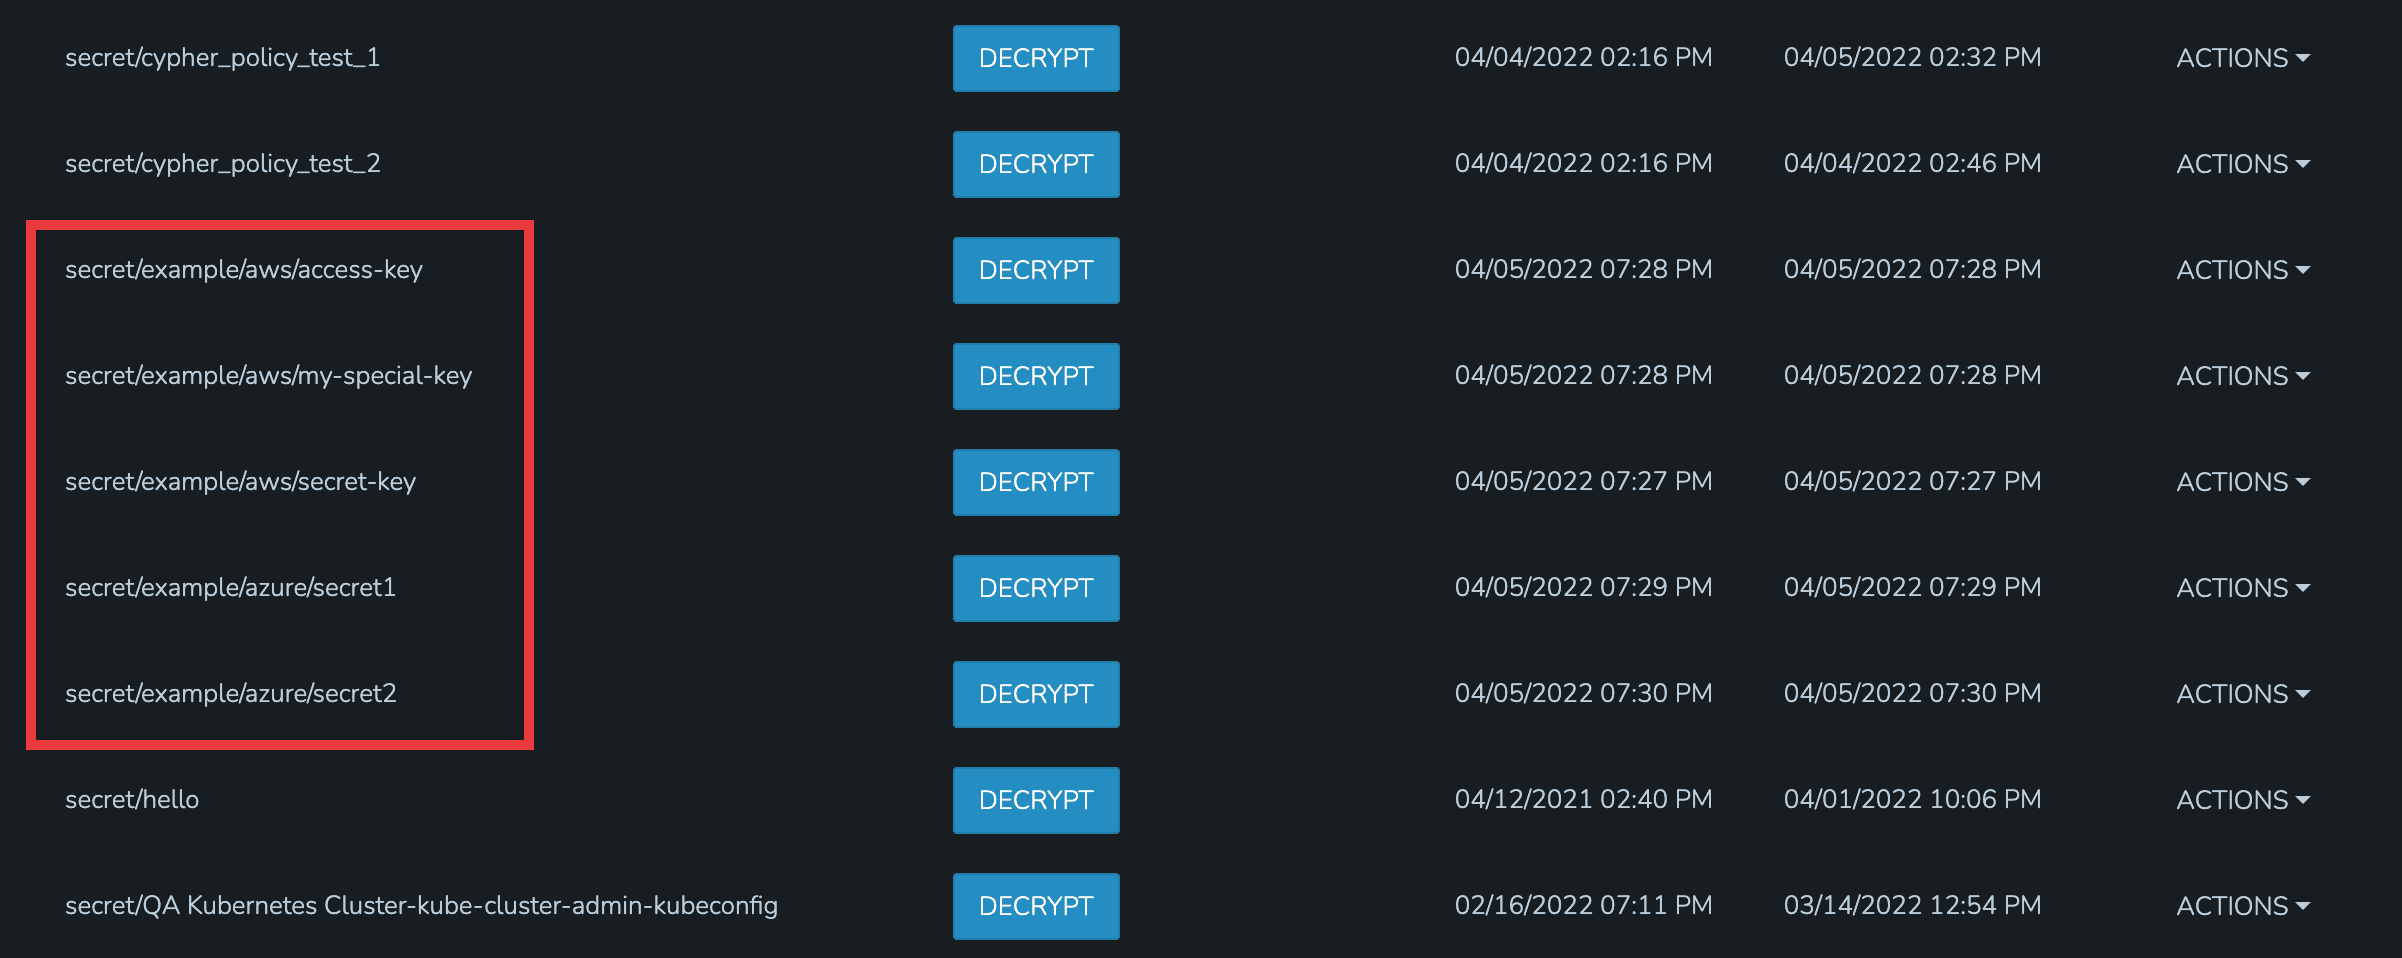 secret/cypher_policy_test_1 DECRYPT 04/04/2022 02:16 PM 04/05/2022 02:32 PM ACTIONS
secret/cypher_policy_test_2 DECRYPT 04/04/2022 02:16 PM 04/04/2022 02:46 PM ACTIONS
secret/example/aws/access-key DECRYPT 04/05/2022 07:28 PM 04/05/2022 07:28 PM ACTIONS
secret/example/aws/my-special-key DECRYPT 04/05/2022 07:28 PM 04/05/2022 07:28 PM ACTIONS
secret/example/aws/secret-key DECRYPT 04/05/2022 07:27 PM 04/05/2022 07:27 PM ACTIONS
secret/example/azure/secret1 DECRYPT 04/05/2022 07:29 PM 04/05/2022 07:29 PM ACTIONS
secret/example/azure/secret2 DECRYPT 04/05/2022 07:30 PM 04/05/2022 07:30 PM ACTIONS
secret/hello DECRYPT 04/12/2021 02:40 PM 04/01/2022 10:06 PM ACTIONS
secret/QA Kubernetes Cluster-kube-cluster-admin-kubeconfig DECRYPT 02/16/2022 07:11 PM 03/14/2022 12:54 PM ACTIONS